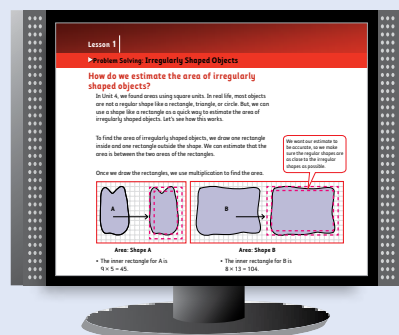 Lesson 1
Problem Solving: Irregularly Shaped Objects
How do we estimate the area of irregularly
shaped objects?
In Unit 4, we found areas using square units. In real life, most objects
are not a regular shape like a rectangle, triangle, or circle. But, we can
use a shape like a rectangle as a quick way to estimate the area of
irregularly shaped objects. Let's see how this works.
To find the area of irregularly shaped objects, we draw one rectangle
inside and one rectangle outside the shape. We can estimate that the
area is between the two areas of the rectangles.
We want our estimate to
be accurate, so we make
sure the regular shapes are
as close to the irregular
shapes as possible.
Once we draw the rectangles, we use multiplication to find the area.
A
B
Area: Shape A
Area: Shape B
• The inner rectangle for A is
9 × 5 = 45.
• The inner rectangle for B is
8 × 13 = 104.